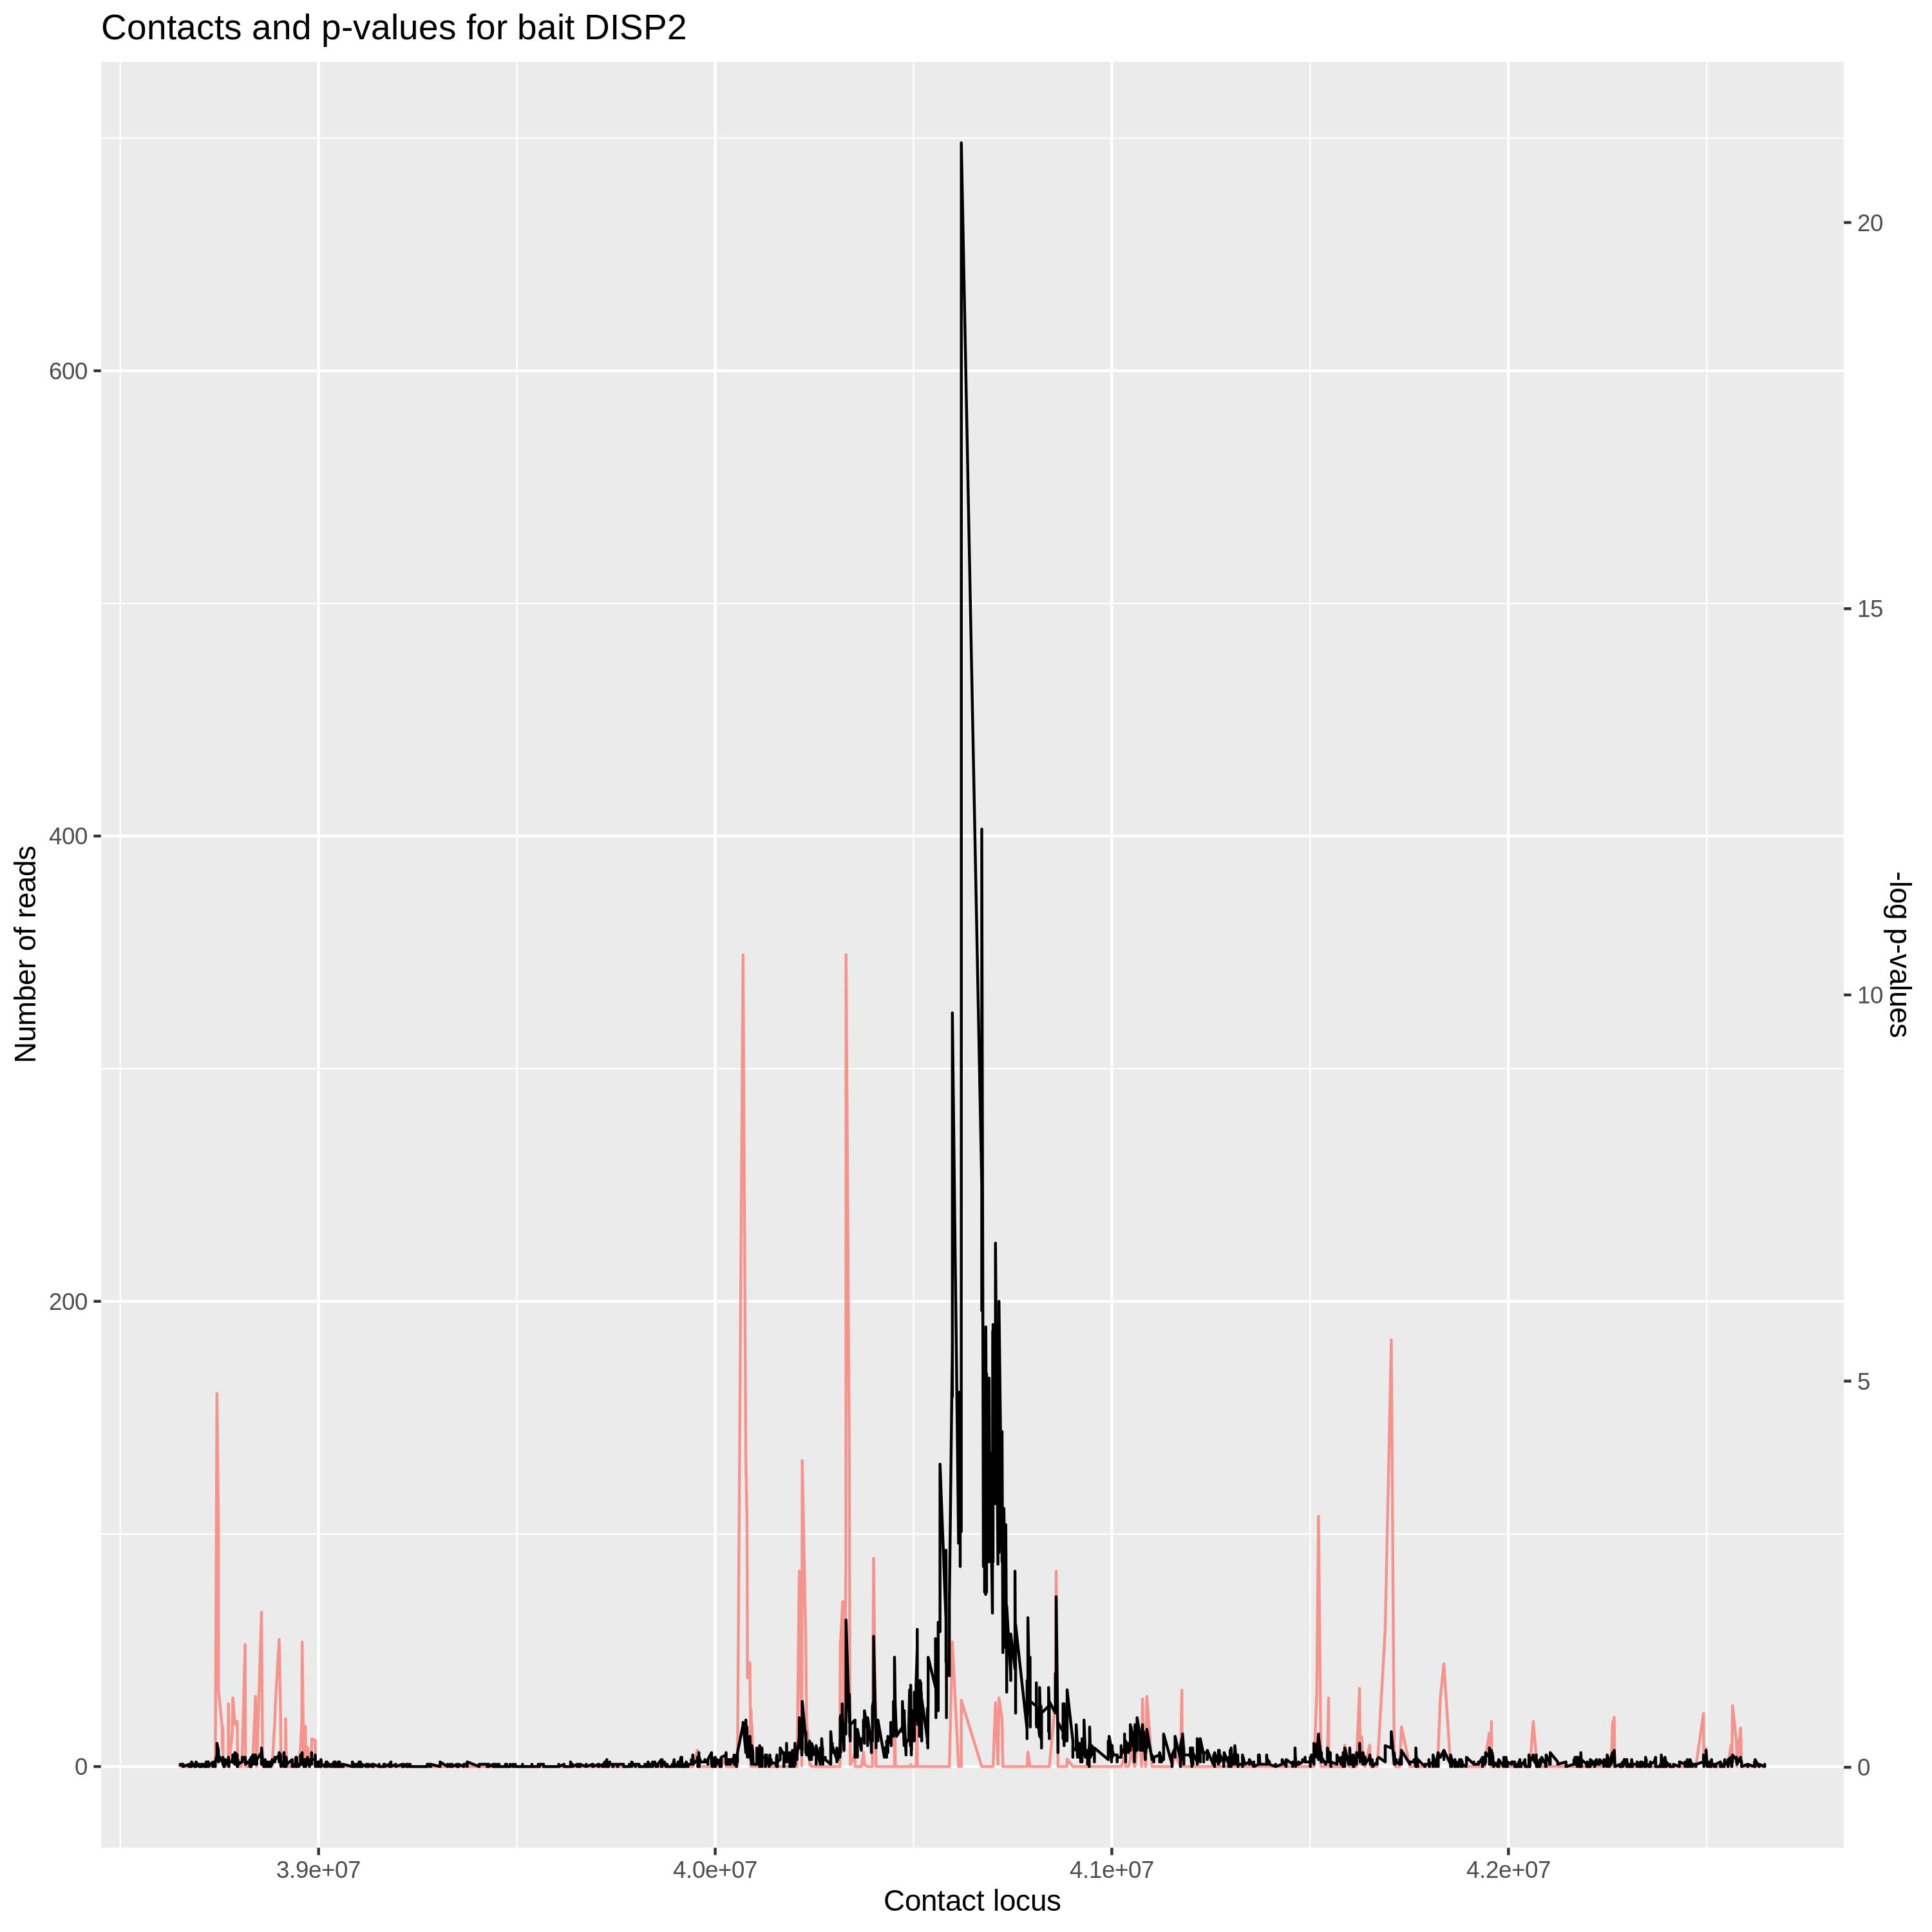 Contacts and p-values for bait DISP2
Number of reads
600
400
200
0
20
15
10
5
0
-log p-values
3.9e+07
4.0e+07
4.1e+07
4.2e+07
Contact locus